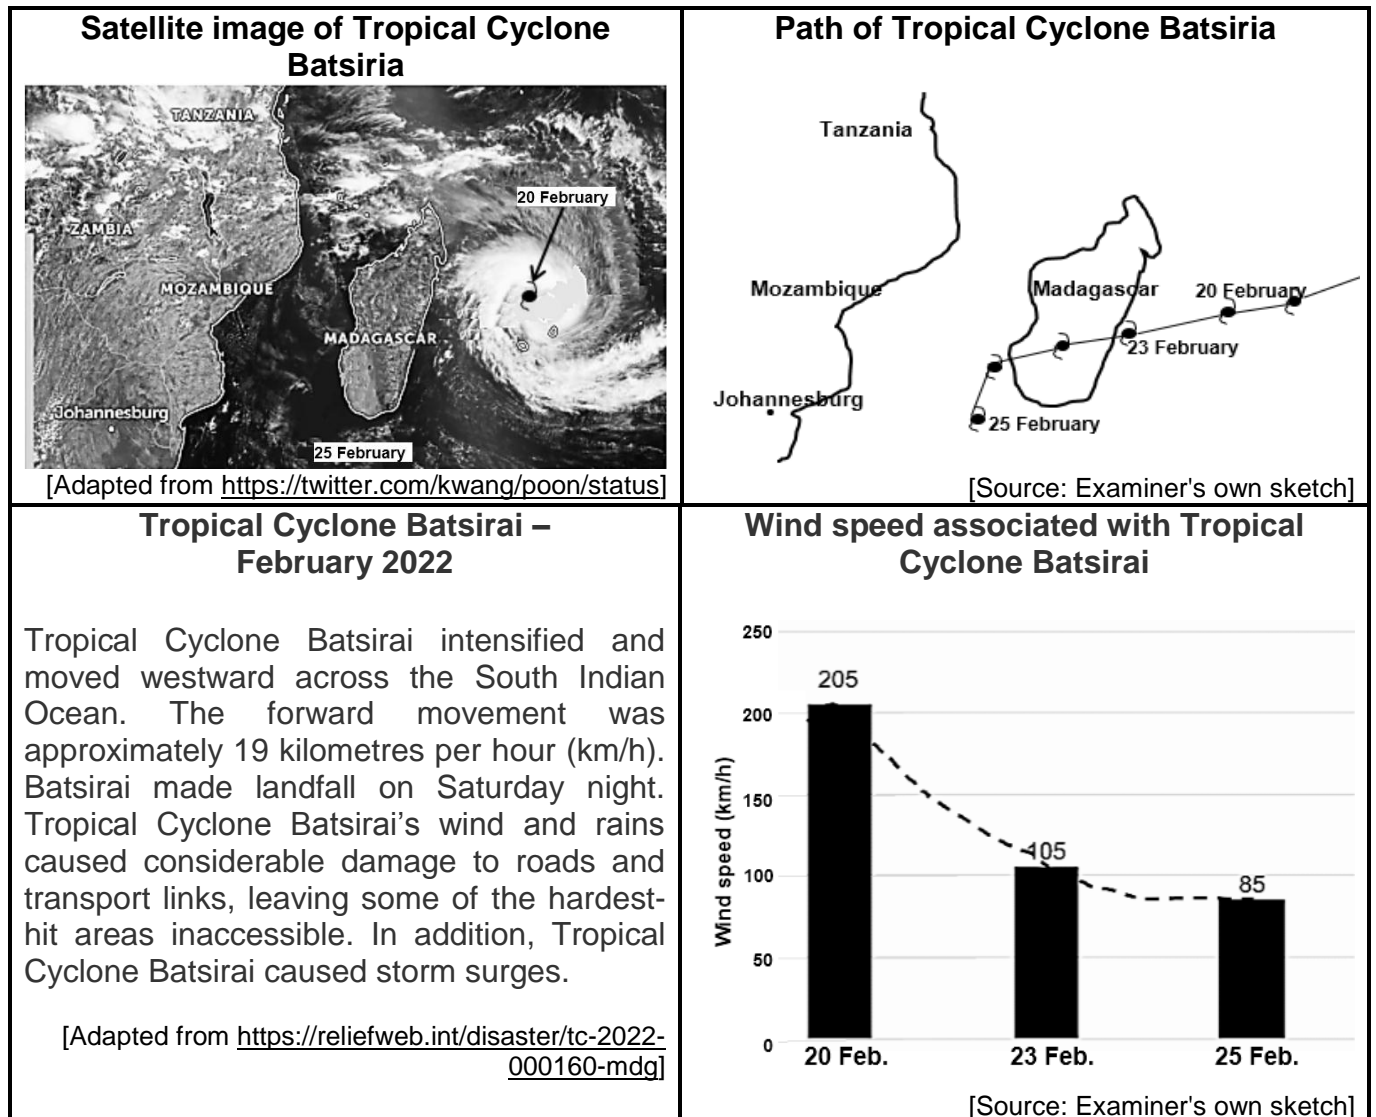 Satellite image of Tropical Cyclone
Batsiria
TANZANIA
20 February
ZAMBIA
MOZAMBIQUE
MADAGASCAR
Johannesburg
25 February
[Adapted from https://twitter.com/kwang/poon/status]
Path of Tropical Cyclone Batsiria
Tanzania
Mozambique
Madagascar
20 February
23 February
Johannesburg
25 February
[Source: Examiner's own sketch]
Tropical Cyclone Batsirai –
February 2022
Tropical Cyclone Batsirai intensified and
moved westward across the South Indian
Ocean. The forward movement was
approximately 19 kilometres per hour (km/h).
Batsirai made landfall on Saturday night.
Tropical Cyclone Batsirai's wind and rains
caused considerable damage to roads and
transport links, leaving some of the hardest-
hit areas inaccessible. In addition, Tropical
Cyclone Batsirai caused storm surges.
[Adapted from https://reliefweb.int/disaster/tc-2022-
000160-mdg]
Wind speed associated with Tropical
Cyclone Batsirai
Wind speed (km/h)
250
200
150
100
50
0
205
105
85
20 Feb.
23 Feb.
25 Feb.
[Source: Examiner's own sketch]